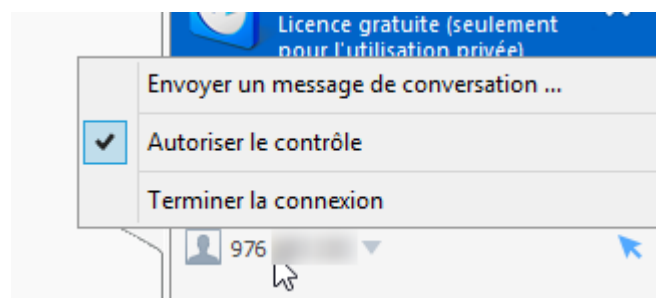 Licence gratuite (seulement
pour l'utilisation privée)
Envoyer un message de conversation ...
Autoriser le contrôle
Terminer la connexion
976